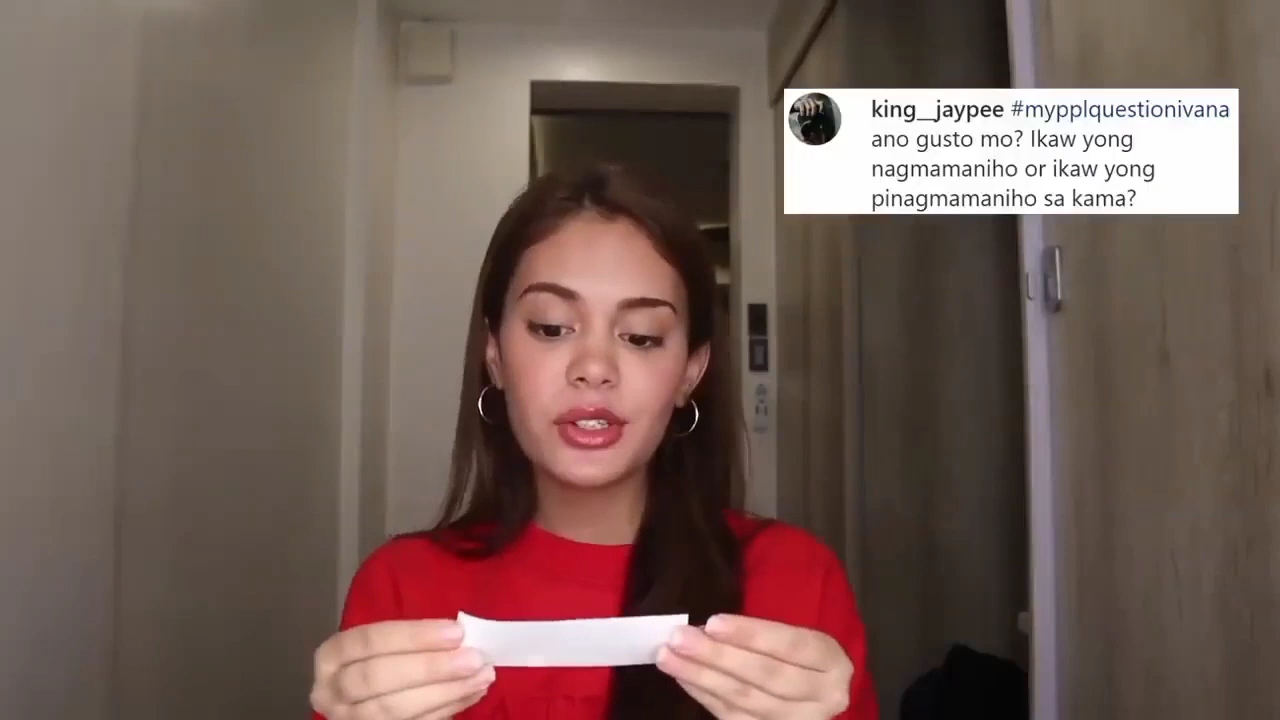 king__jaypee #mypplquestionivana
ano gusto mo? Ikaw yong
nagmamaniho or ikaw yong
pinagmamaniho sa kama?